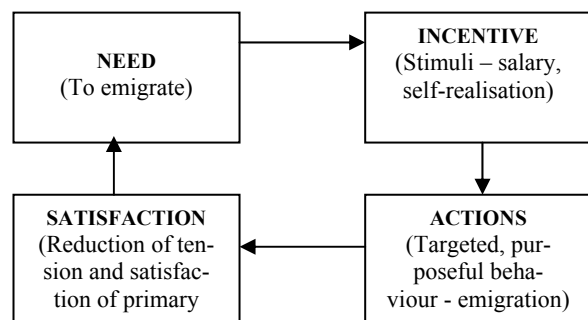 NEED
(To emigrate)
INCENTIVE
(Stimuli – salary,
self-realisation)
SATISFACTION
(Reduction of ten-
sion and satisfac-
tion of primary
ACTIONS
(Targeted, pur-
poseful beha-
viour - emigration)